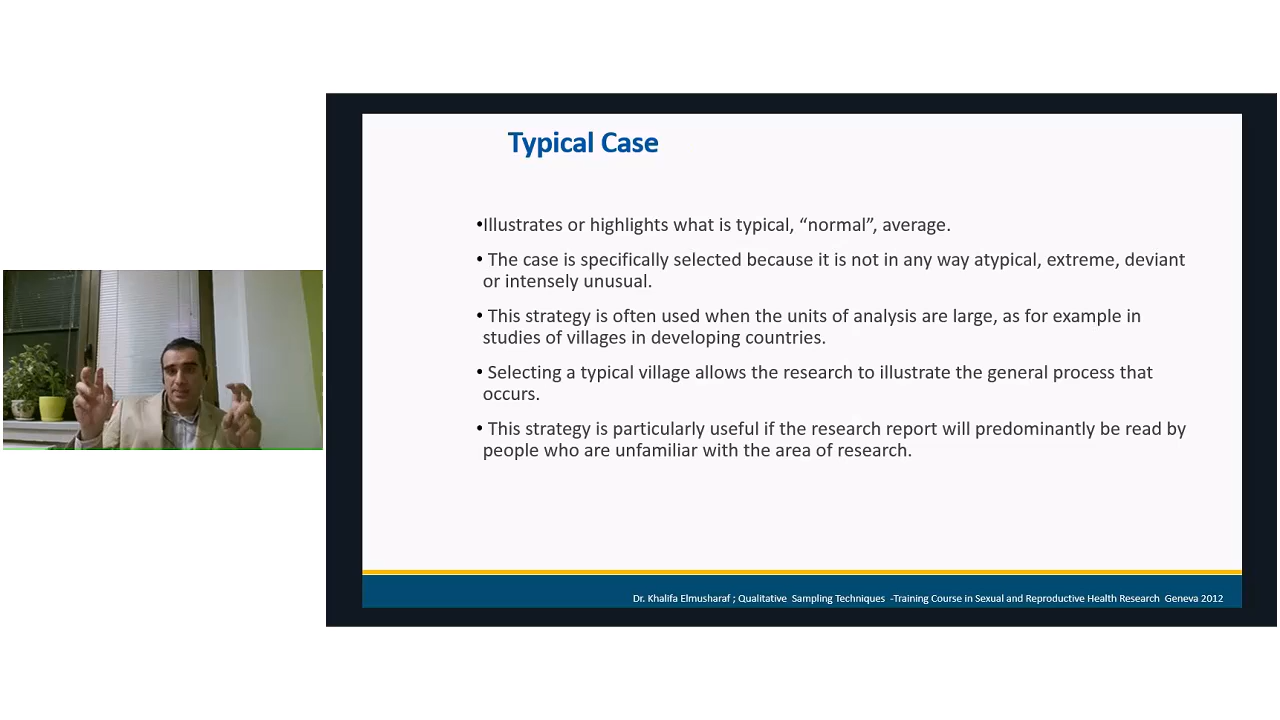 Typical Case
•Illustrates or highlights what is typical, “normal”, average.
• The case is specifically selected because it is not in any way atypical, extreme, deviant
or intensely unusual.
• This strategy is often used when the units of analysis are large, as for example in
studies of villages in developing countries.
• Selecting a typical village allows the research to illustrate the general process that
occurs.
• This strategy is particularly useful if the research report will predominantly be read by
people who are unfamiliar with the area of research.
Dr. Khalifa Elmusharaf ; Qualitative Sampling Techniques -Training Course in Sexual and Reproductive Health Research Geneva 2012